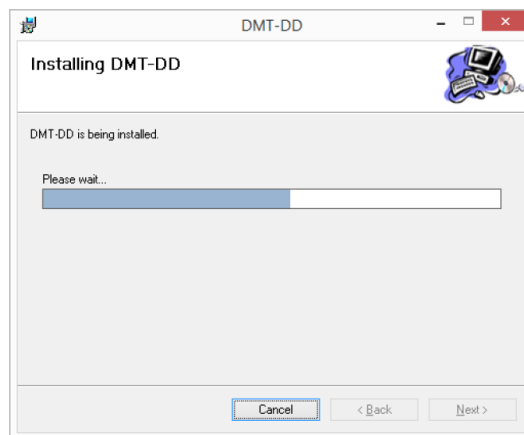 DMT-DD
Installing DMT-DD
DMT-DD is being installed.
Please wait...
Cancel
< Back
Next >